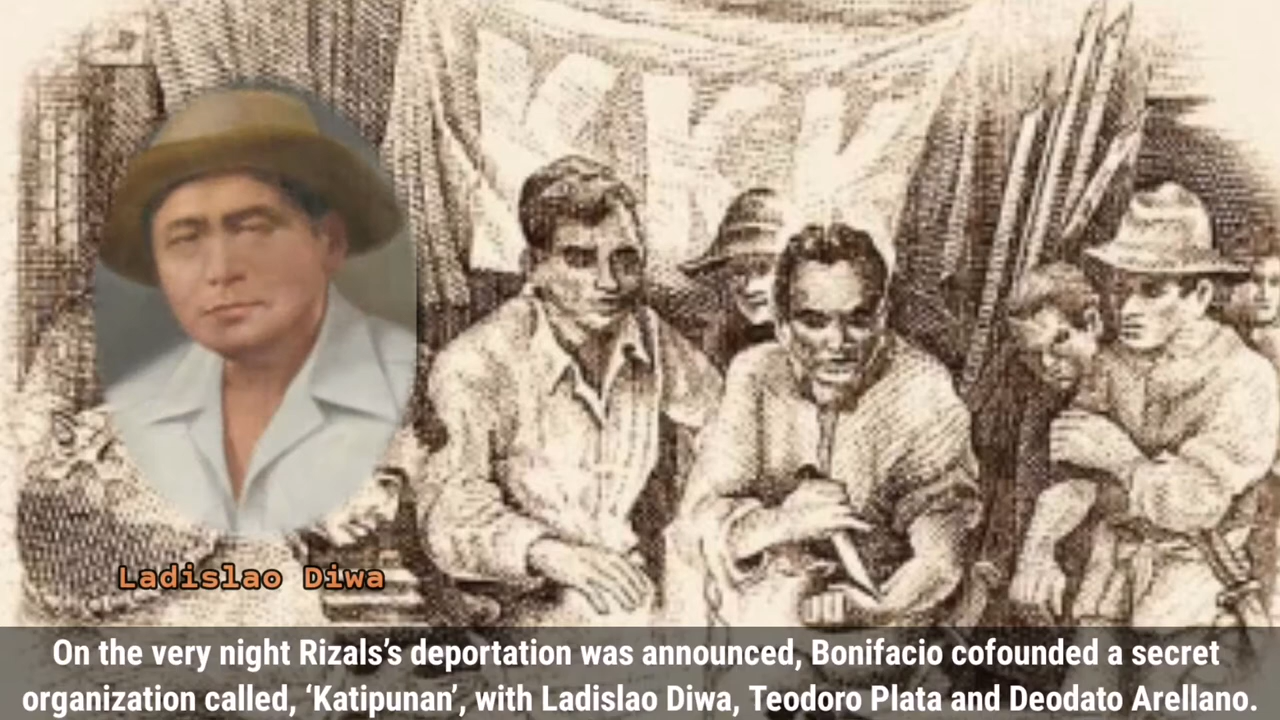 KKK
Ladislao Diwa
On the very night Rizals’s deportation was announced, Bonifacio cofounded a secret
organization called, ‘Katipunan’, with Ladislao Diwa, Teodoro Plata and Deodato Arellano.